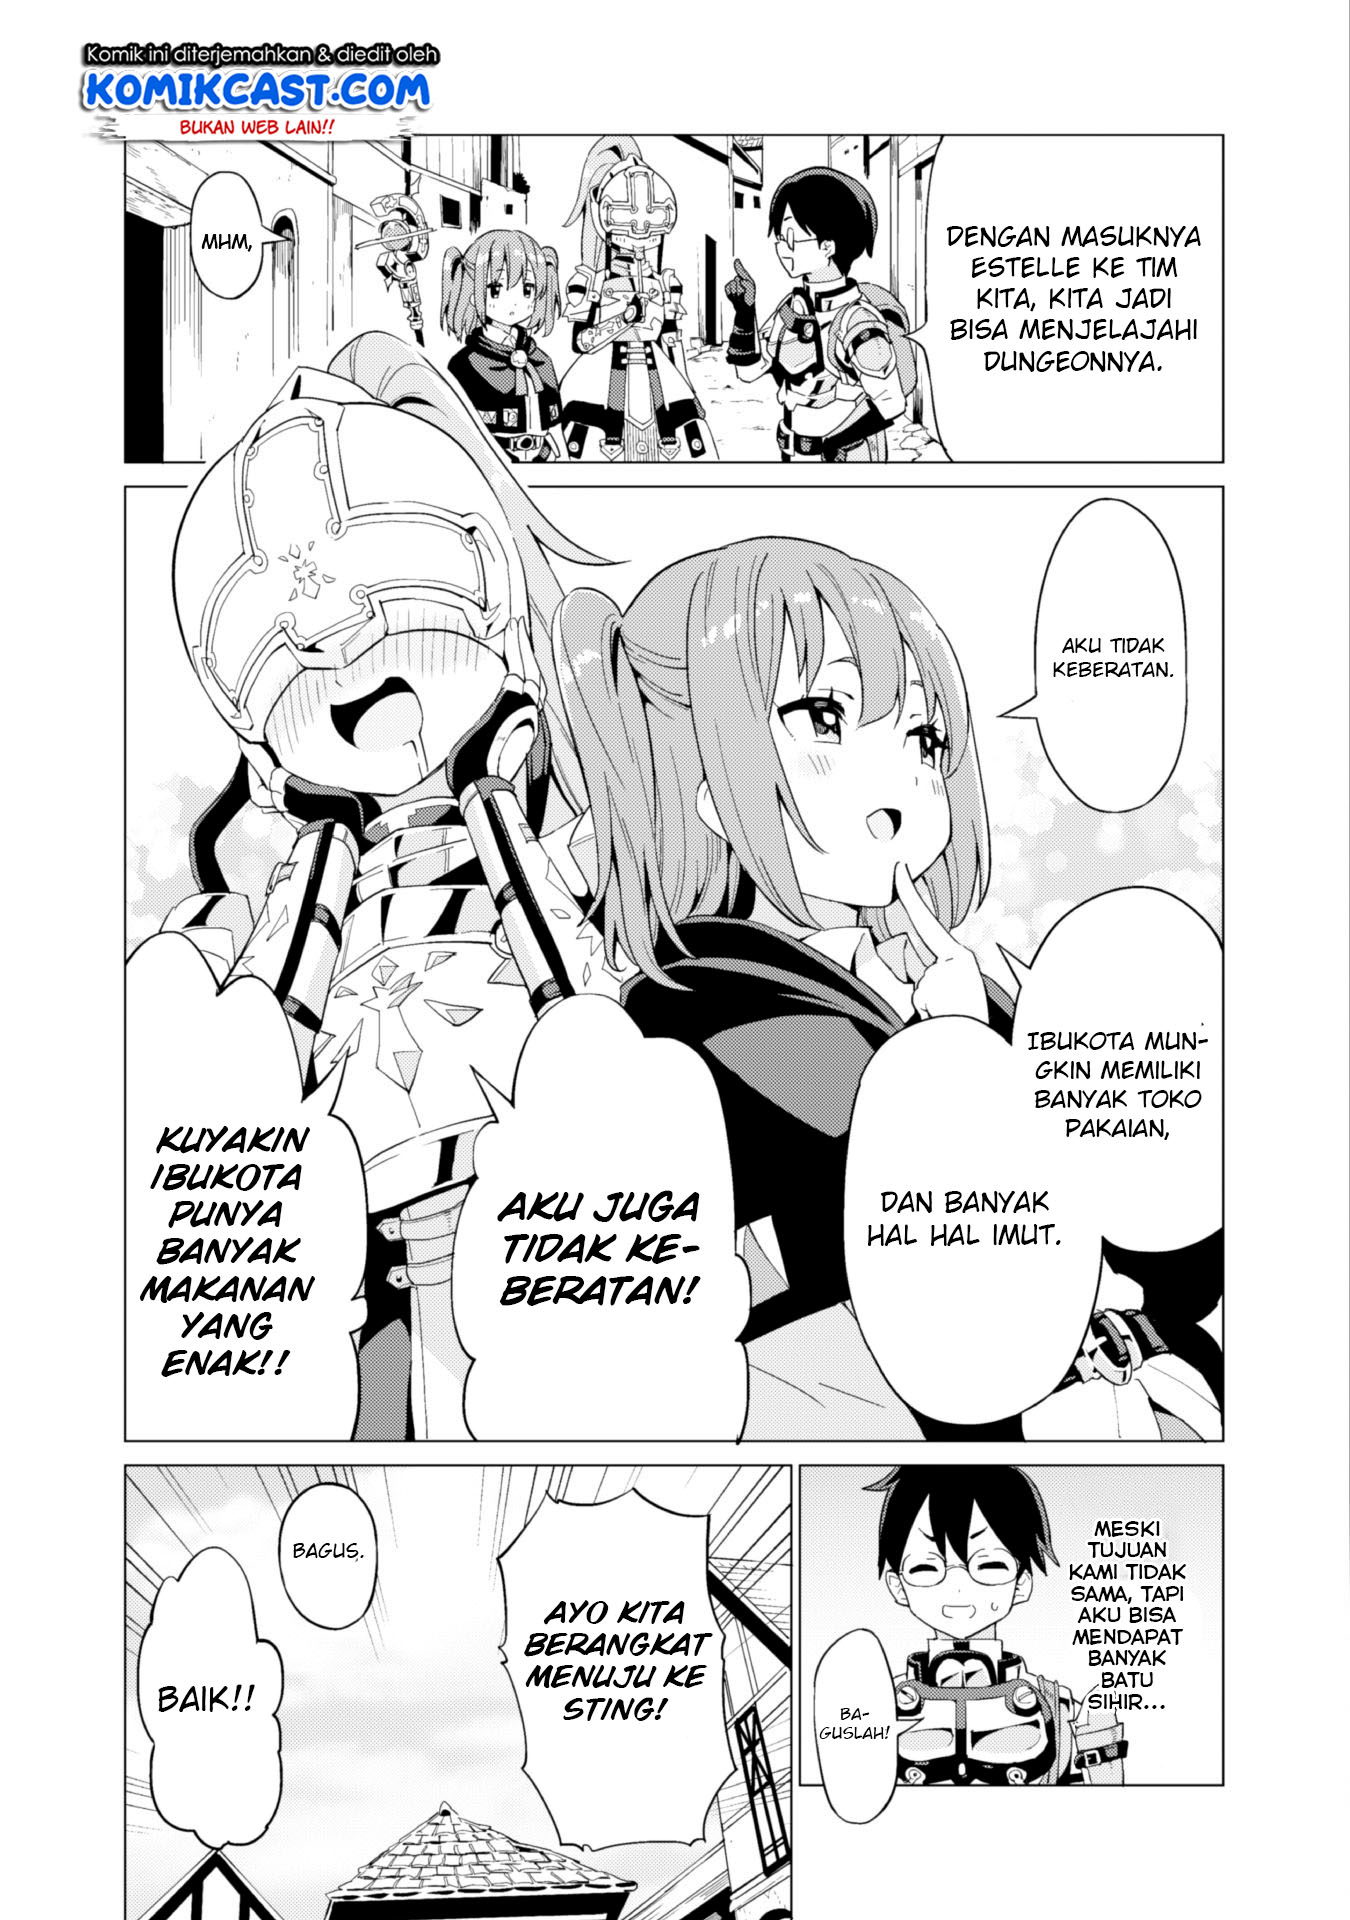 Komik ini diterjemahkan & diedit oleh
KOMIKCAST.COM
BUKAN WEB LAIN!!
DENGAN MASUKNYA
ESTELLE KE TIM
KITA, KITA JADI
BISA MENJELAJAHI
DUNGEONNYA.
MHM,
AKU TIDAK
KEBERATAN.
IBUKOTA MUN-
GKIN MEMILIKI
BANYAK TOKO
PAKAIAN,
DAN BANYAK
HAL HAL IMUT.
AKU JUGA
TIDAK KE-
BERATAN!
KUYAKIN
IBUKOTA
PUNYA
BANYAK
MAKANAN
YANG
ENAK!!
MESKI
TUJUAN
KAMI TIDAK
SAMA, TAPI
AKU BISA
MENDAPAT
BANYAK
BATU
SIHIR...
BA-
GUSLAH!
AYO KITA
BERANGKAT
MENUJU KE
STING!
BAGUS.
BAIK!!